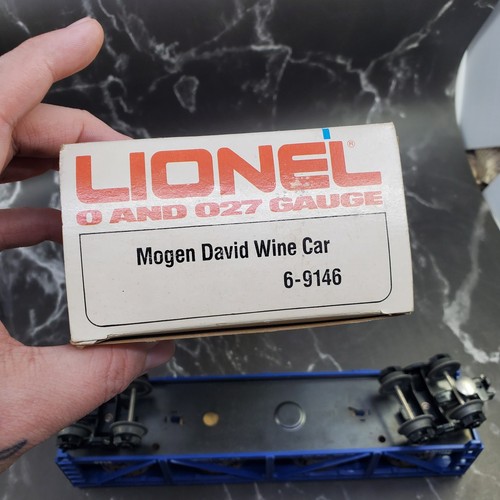 LIONEL®
O AND O27 GAUGE
Mogen David Wine Car
6-9146